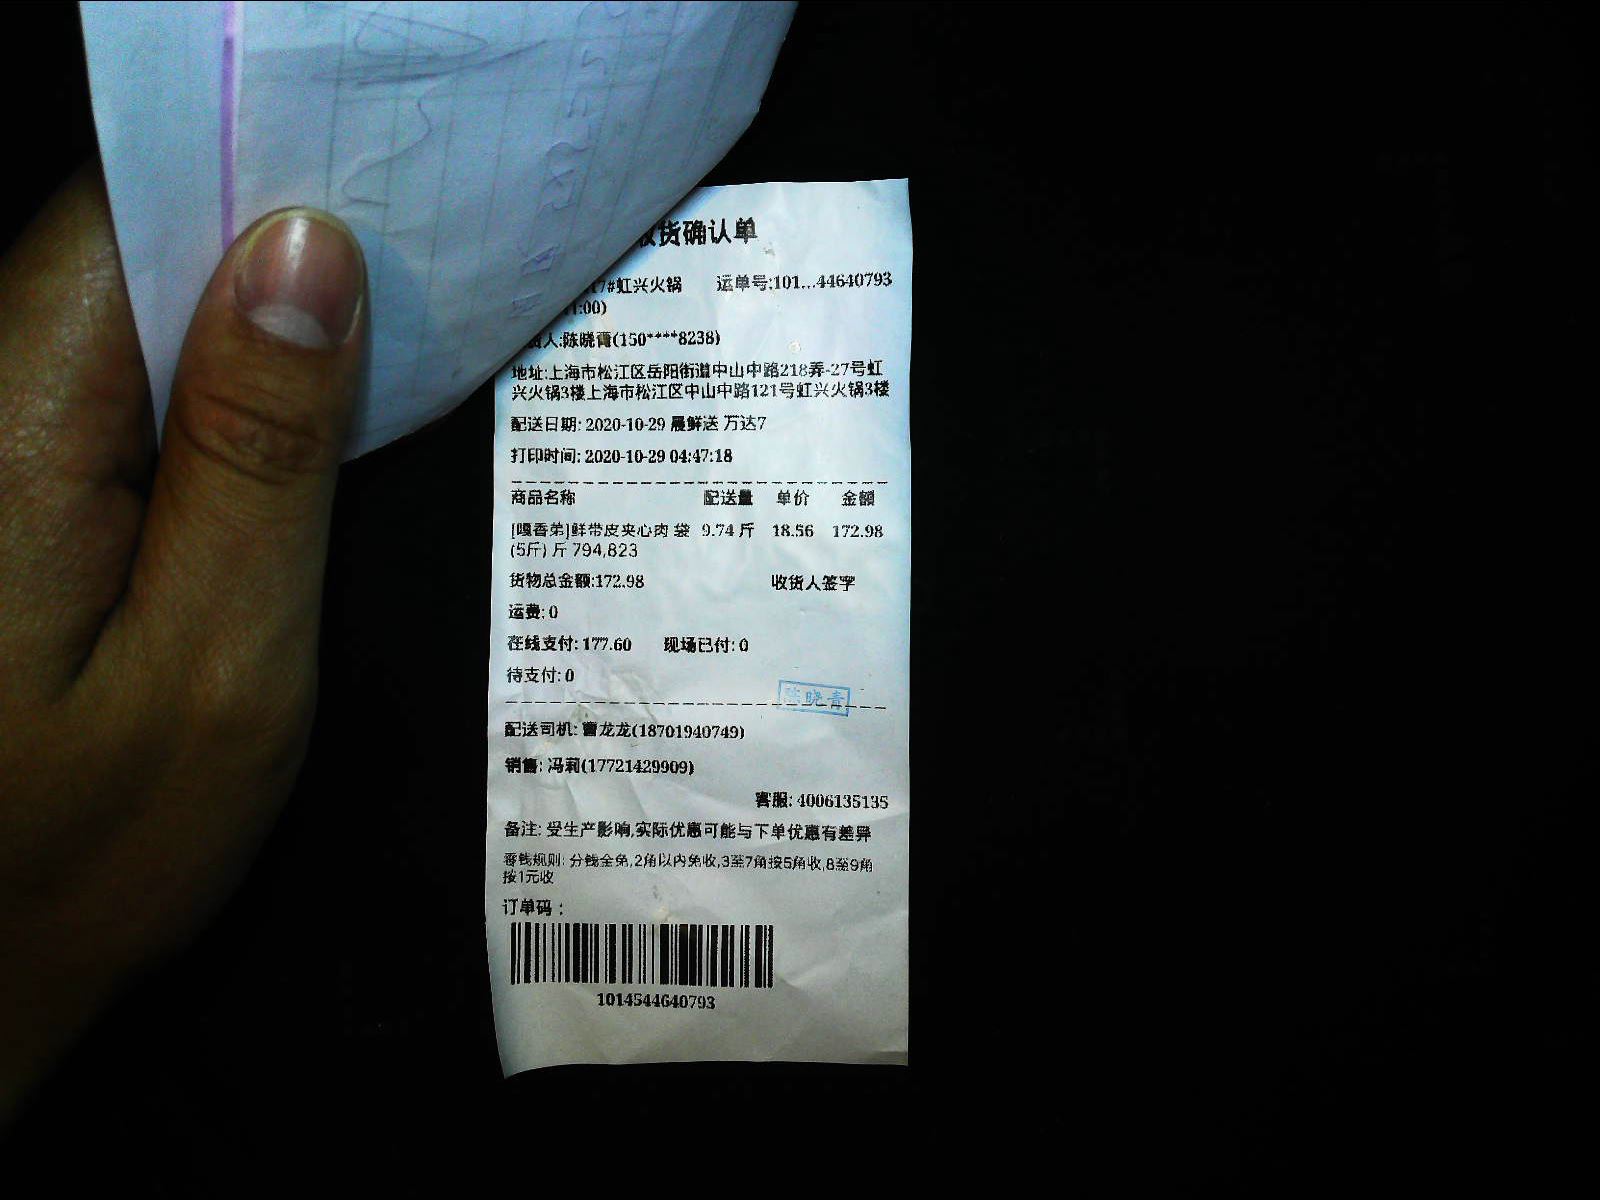 货确认单
17#虹兴火锅 运单号:101...44640793
1:00)
货人:陈晓青(150****8238)
地址:上海市松江区岳阳街道中山中路218弄-27号虹
兴火锅3楼上海市松江区中山中路121号虹兴火锅3楼
配送日期: 2020-10-29 晨鲜送 万达7
打印时间: 2020-10-29 04:47:18
商品名称 配送量 单价 金额
[嘎香弟]鲜带皮夹心肉 袋 9.74 斤 18.56 172.98
(5斤) 斤 794,823
货物总金额:172.98 收货人签字
运费: 0
在线支付: 177.60 现场已付: 0
待支付: 0
陈晓青
配送司机: 曹龙龙(18701940749)
销售: 冯莉(17721429909)
客服: 4006135135
备注: 受生产影响,实际优惠可能与下单优惠有差异
零钱规则: 分钱全免,2角以内免收,3至7角按5角收,8至9角
按1元收
订单码：
1014544640793